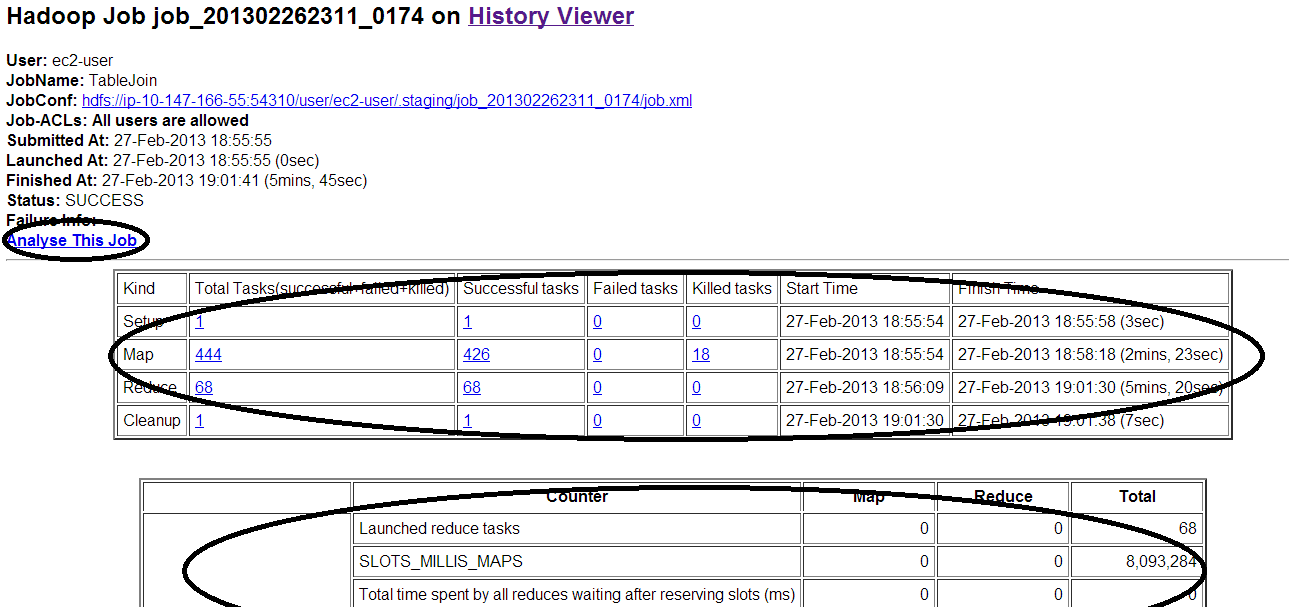 Hadoop Job job_201302262311_0174 on History Viewer
User: ec2-user
JobName: TableJoin
JobConf: hdfs://ip-10-147-166-55:54310/user/ec2-user/.staging/job_201302262311_0174/job.xml
Job-ACLs: All users are allowed
Submitted At: 27-Feb-2013 18:55:55
Launched At: 27-Feb-2013 18:55:55 (0sec)
Finished At: 27-Feb-2013 19:01:41 (5mins, 45sec)
Status: SUCCESS
Failure Info:
Analyse This Job
Kind Total Tasks(successful+failed+killed) Successful tasks Failed tasks Killed tasks Start Time Finish Time
Setup 1 1 0 0 27-Feb-2013 18:55:54 27-Feb-2013 18:55:58 (3sec)
Map 444 426 0 18 27-Feb-2013 18:55:54 27-Feb-2013 18:58:18 (2mins, 23sec)
Reduce 68 68 0 0 27-Feb-2013 18:56:09 27-Feb-2013 19:01:30 (5mins, 20sec)
Cleanup 1 1 0 0 27-Feb-2013 19:01:30 27-Feb-2013 19:01:38 (7sec)
Counter Map Reduce Total
Launched reduce tasks 0 0 68
SLOTS_MILLIS_MAPS 0 0 8,093,284
Total time spent by all reduces waiting after reserving slots (ms) 0 0 0